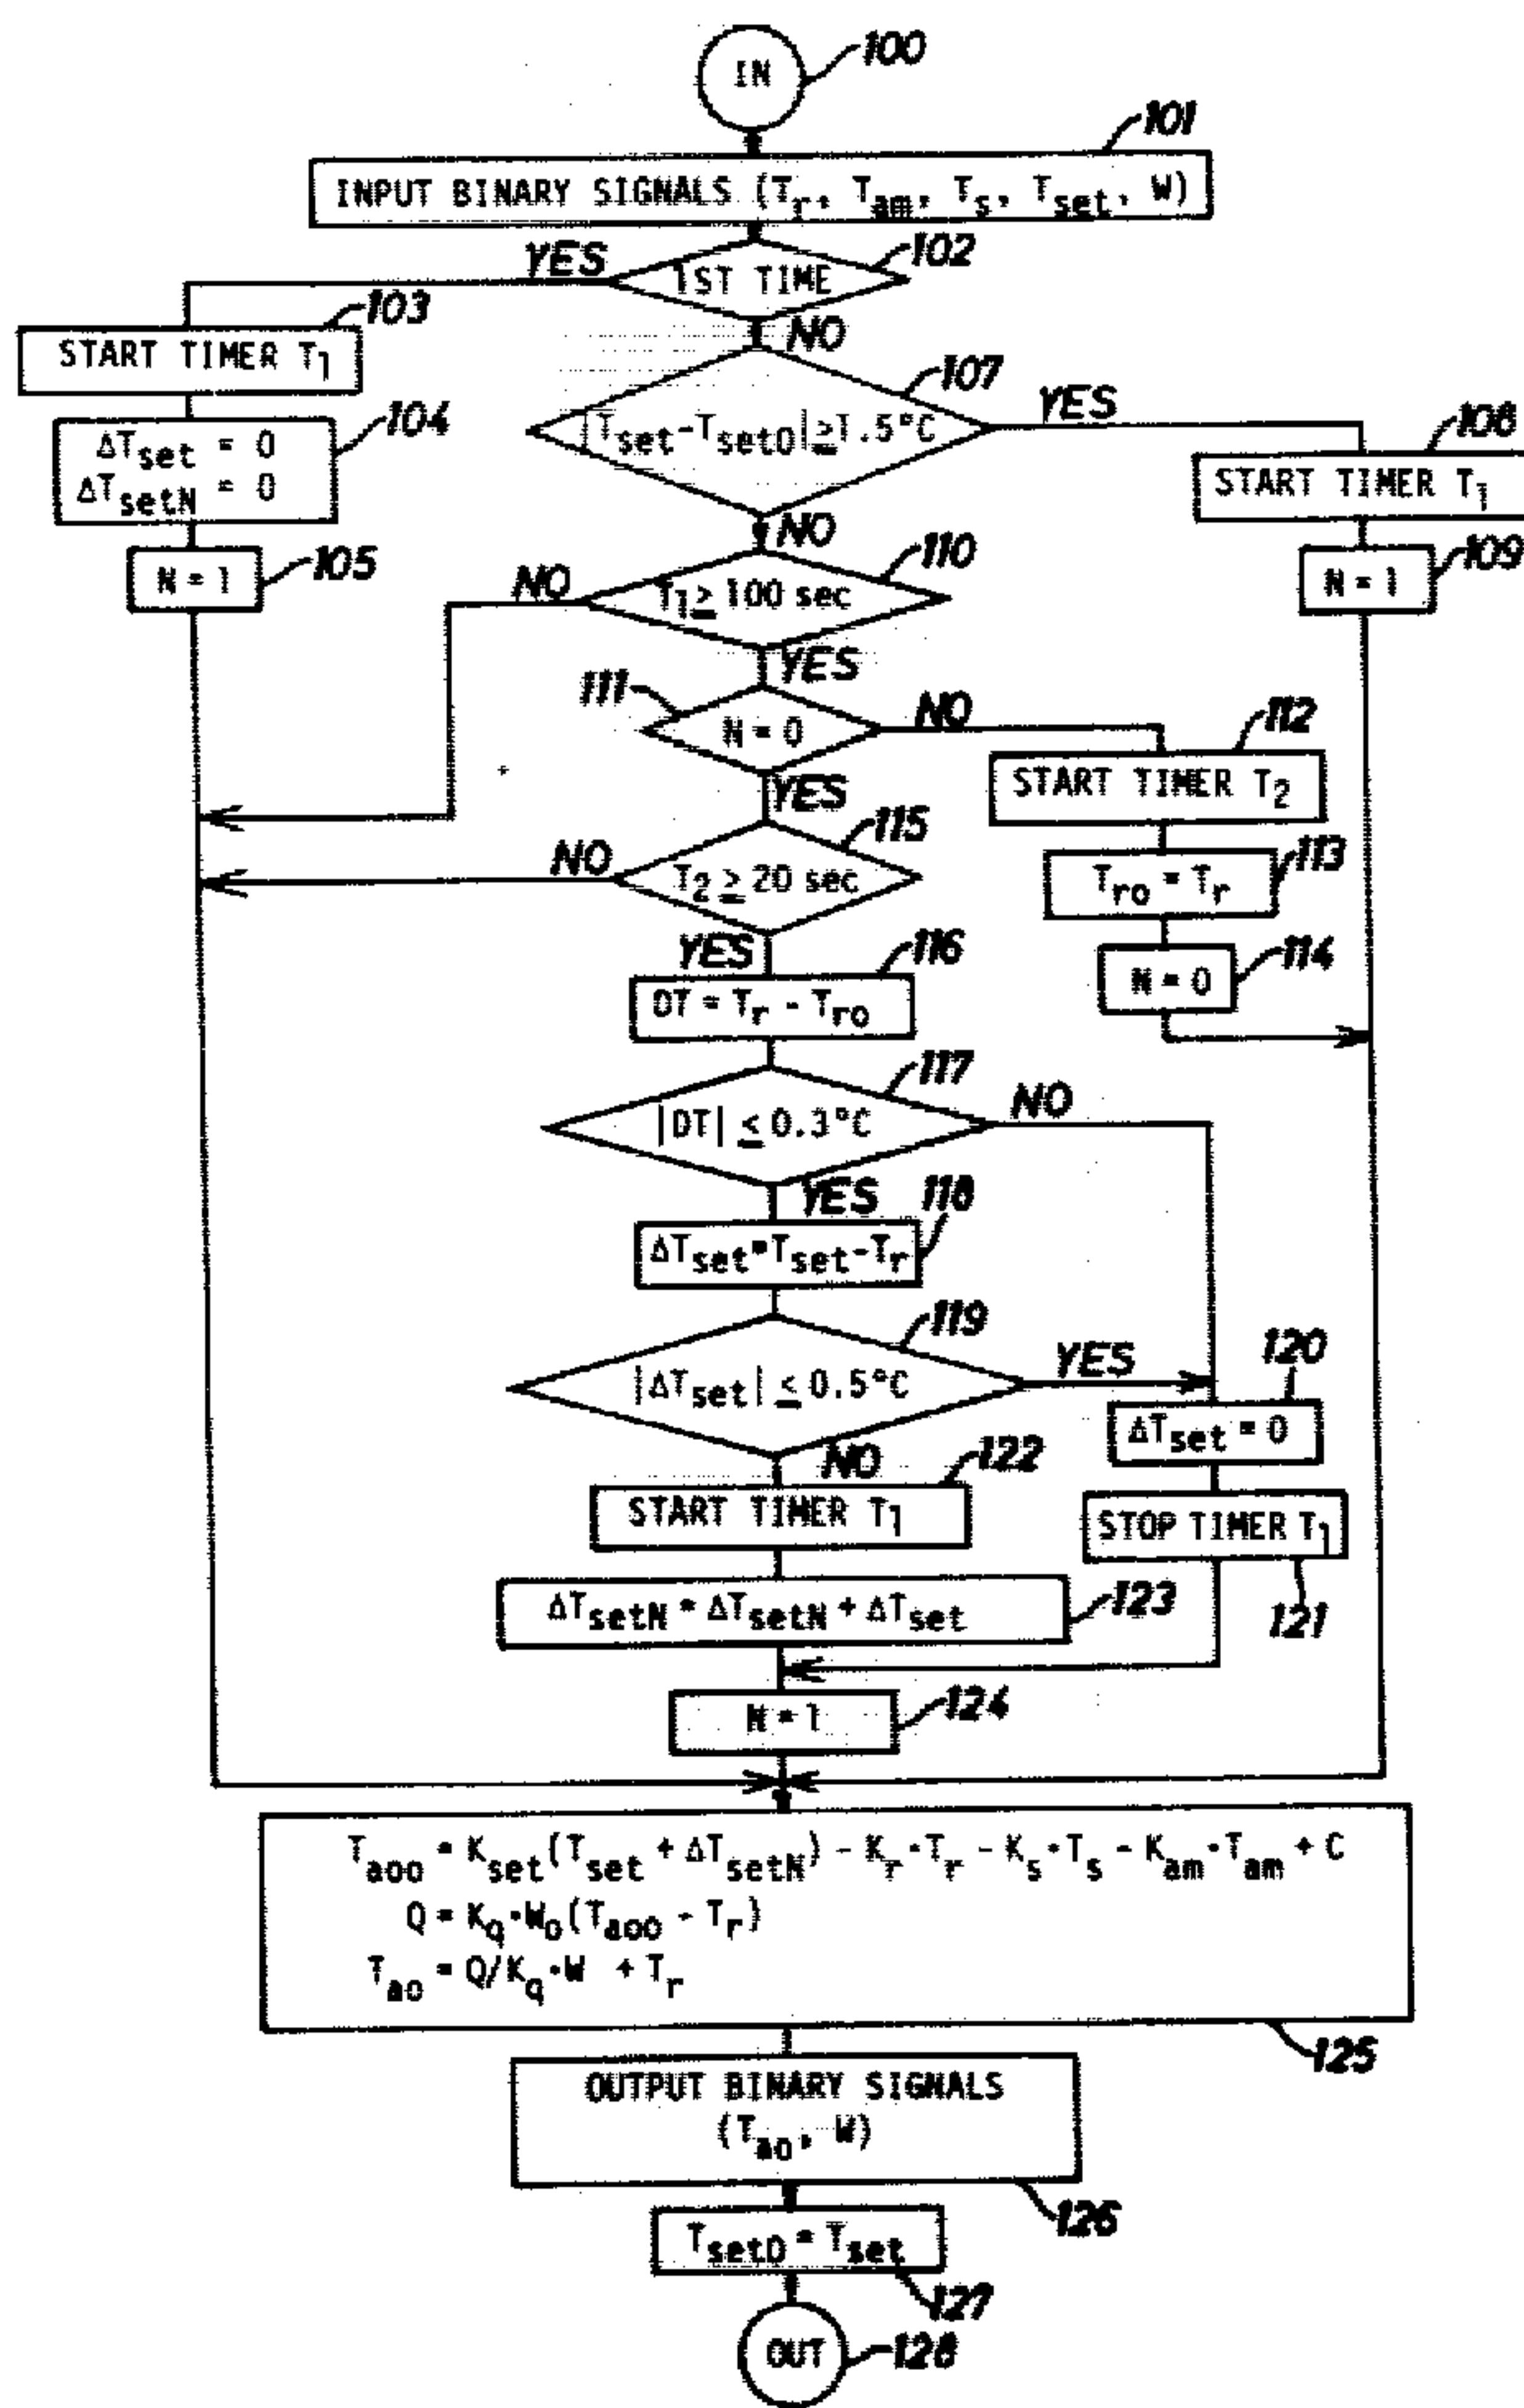 IN
100
101
INPUT BINARY SIGNALS (Tr, Tam, Ts, Tset, W)
YES
1ST TIME
102
NO
103
START TIMER T1
104
ΔTset = 0
ΔTsetN = 0
N = 1
105
107
|Tset-TsetO| ≥1.5°C
YES
108
START TIMER T1
N = 1
109
NO
110
NO
T1 ≥ 100 sec
YES
111
N = 0
NO
112
START TIMER T2
Tro = Tr
113
N = 0
114
YES
115
NO
T2 ≥ 20 sec
YES
116
DT = Tr - Tro
117
|DT| ≤ 0.3°C
NO
YES
118
ΔTset = Tset - Tr
119
|ΔTset| ≤ 0.5°C
YES
120
ΔTset = 0
STOP TIMER T1
121
NO
122
START TIMER T1
ΔTsetN = ΔTsetN + ΔTset
123
N = 1
124
Taoo = Kset(Tset + ΔTsetN) - Kr·Tr - Ks·Ts - Kam·Tam + C
Q = Kq·Wo(Taoo - Tr)
Tao = Q/Kq·W + Tr
125
OUTPUT BINARY SIGNALS
(Tao, W)
126
TsetO = Tset
127
OUT
128